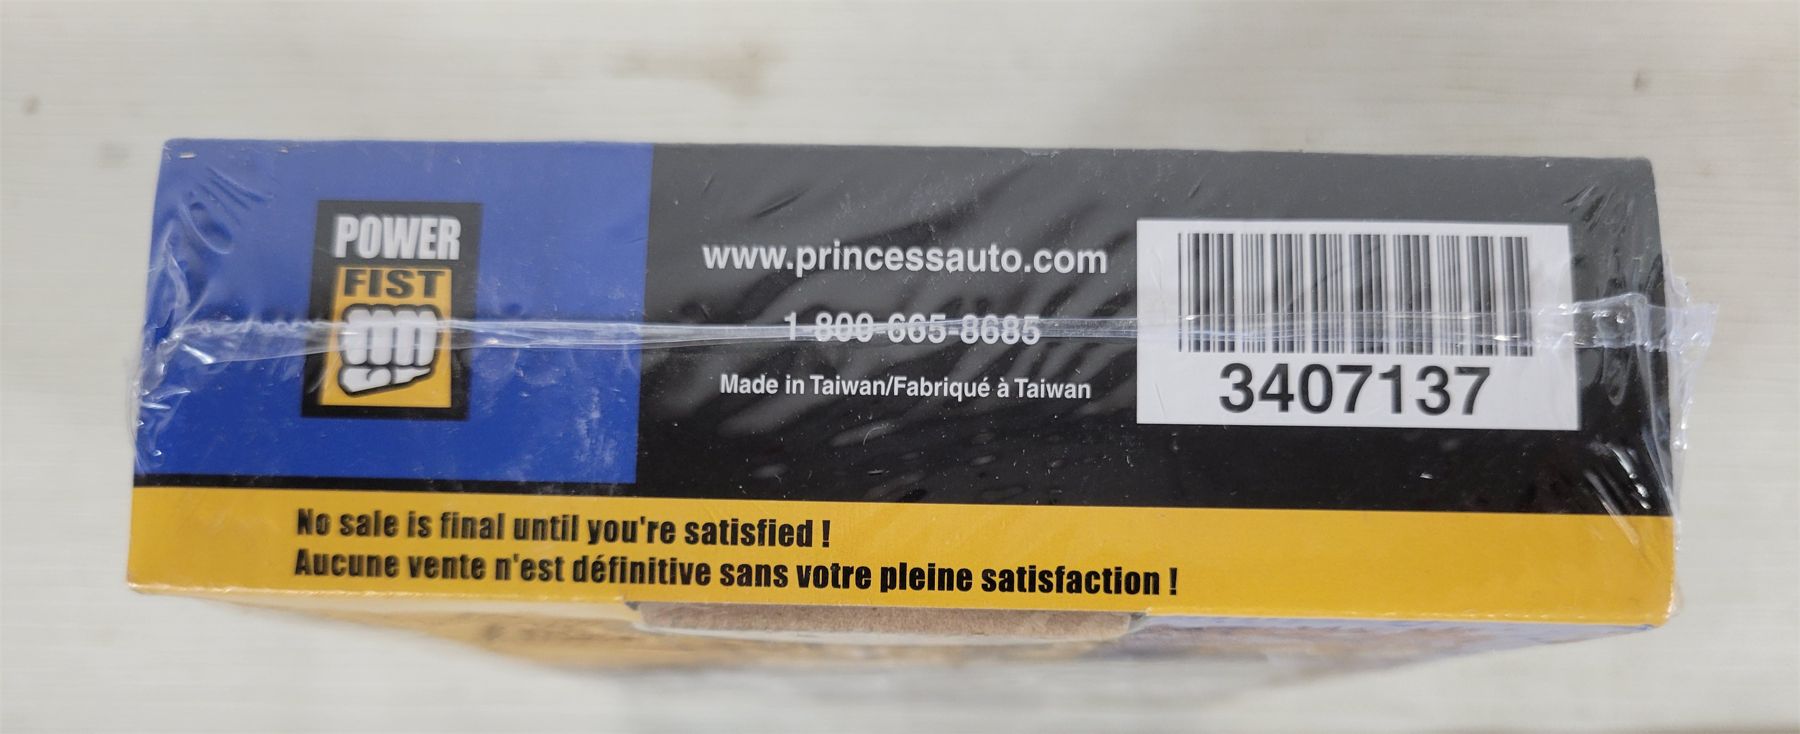 POWER
FIST
www.princessauto.com
1-800-665-8685
Made in Taiwan/Fabriqué à Taiwan
3407137
No sale is final until you're satisfied !
Aucune vente n'est définitive sans votre pleine satisfaction !